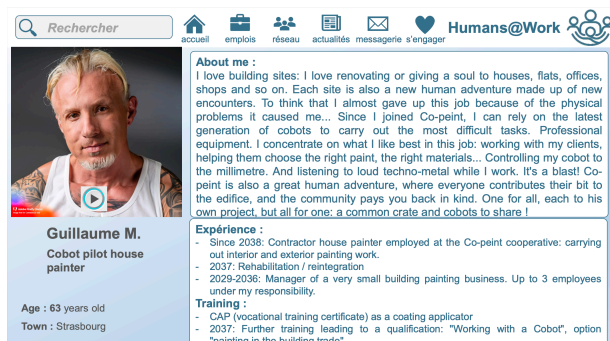 Rechercher
accueil
emplois
réseau
actualités
messagerie
s'engager
Humans@Work
About me :
I love building sites: I love renovating or giving a soul to houses, flats, offices,
shops and so on. Each site is also a new human adventure made up of new
encounters. To think that I almost gave up this job because of the physical
problems it caused me... Since I joined Co-peint, I can rely on the latest
generation of cobots to carry out the most difficult tasks. Professional
equipment. I concentrate on what I like best in this job: working with my clients,
helping them choose the right paint, the right materials... Controlling my cobot to
the millimetre. And listening to loud techno-metal while I work. It's a blast! Co-
peint is also a great human adventure, where everyone contributes their bit to
the edifice, and the community pays you back in kind. One for all, each to his
own project, but all for one: a common crate and cobots to share !
Guillaume M.
Cobot pilot house
painter
Age : 63 years old
Town : Strasbourg
Expérience :
- Since 2038: Contractor house painter employed at the Co-peint cooperative: carrying
out interior and exterior painting work.
- 2037: Rehabilitation / reintegration
- 2029-2036: Manager of a very small building painting business. Up to 3 employees
under my responsibility.
Training :
- CAP (vocational training certificate) as a coating applicator
- 2037: Further training leading to a qualification: "Working with a Cobot", option
"painting in the building trade"